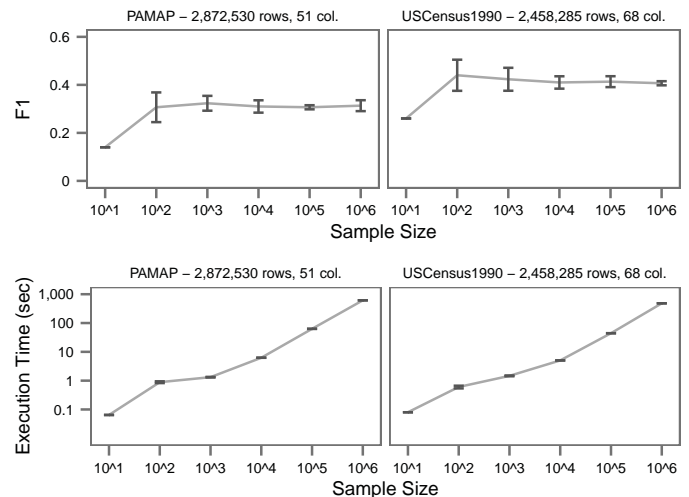 PAMAP − 2,872,530 rows, 51 col.
USCensus1990 − 2,458,285 rows, 68 col.
F1
0.6
0.4
0.2
0
10^1 10^2 10^3 10^4 10^5 10^6
10^1 10^2 10^3 10^4 10^5 10^6
Sample Size
PAMAP − 2,872,530 rows, 51 col.
USCensus1990 − 2,458,285 rows, 68 col.
Execution Time (sec)
1,000
100
10
1
0.1
10^1 10^2 10^3 10^4 10^5 10^6
10^1 10^2 10^3 10^4 10^5 10^6
Sample Size